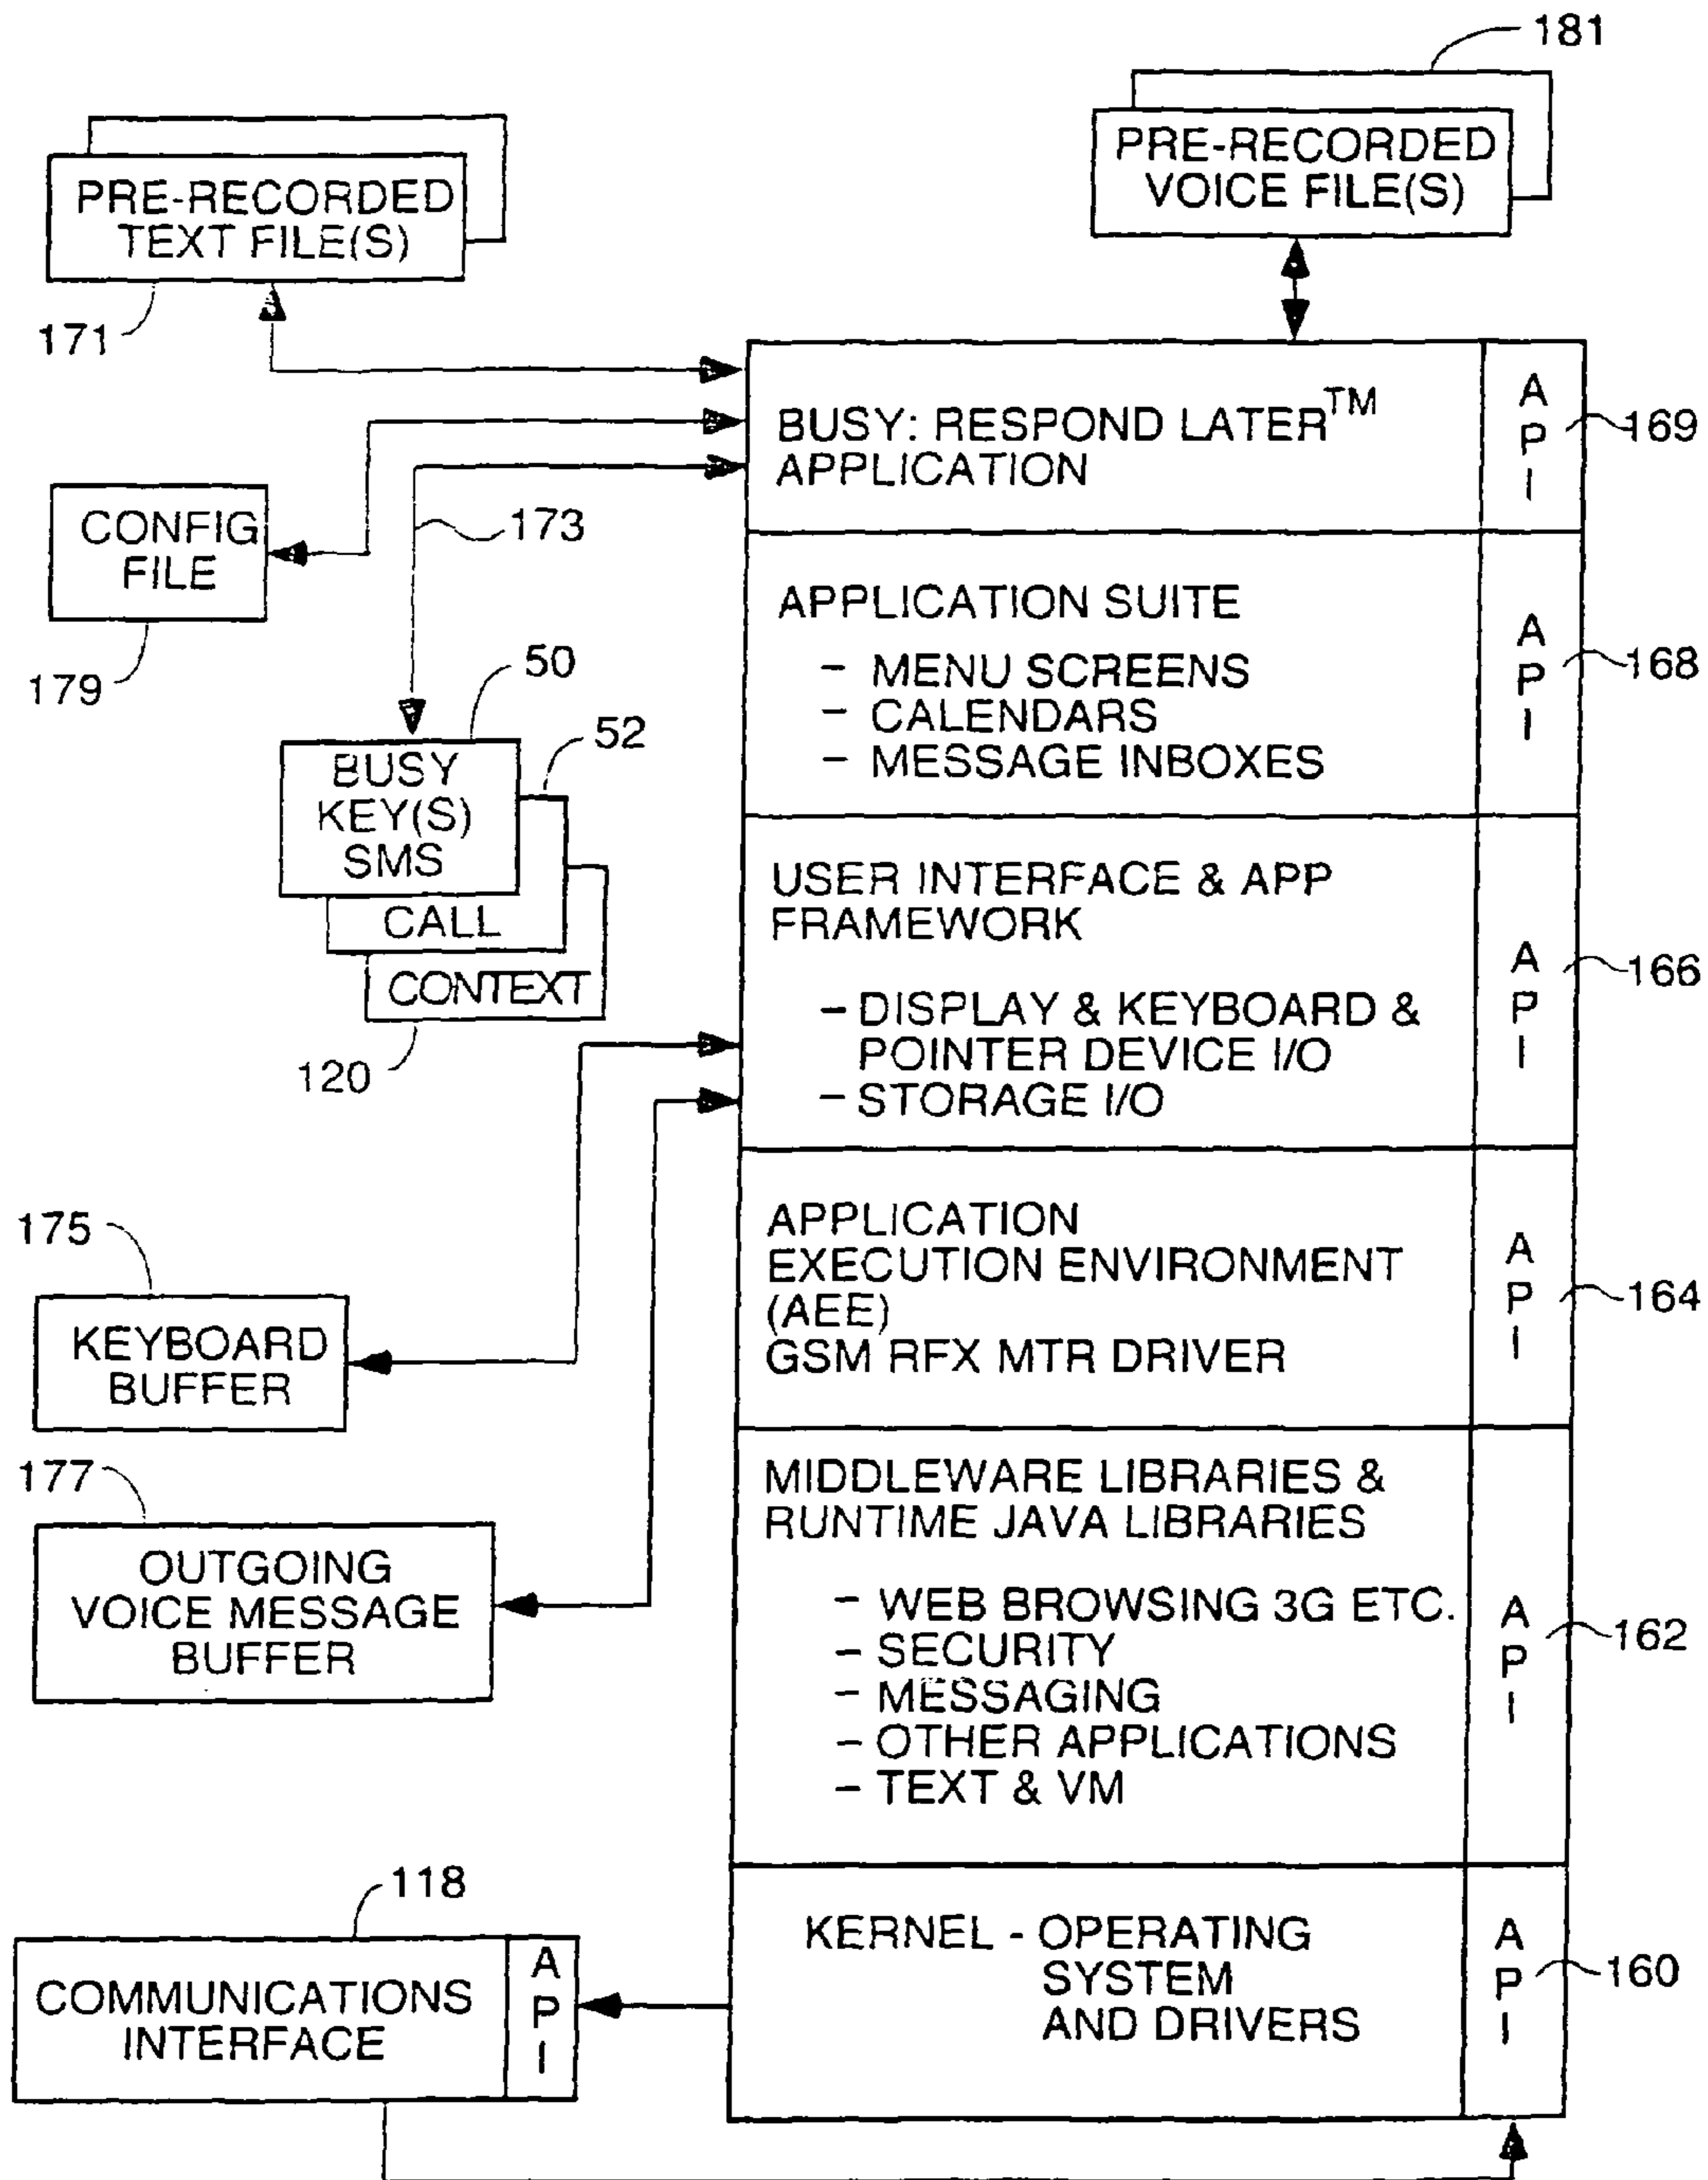 181
PRE-RECORDED
VOICE FILE(S)
PRE-RECORDED
TEXT FILE(S)
171
BUSY: RESPOND LATER™
APPLICATION
API
169
CONFIG
FILE
179
173
APPLICATION SUITE
- MENU SCREENS
- CALENDARS
- MESSAGE INBOXES
API
168
50
52
BUSY
KEY(S)
SMS
CALL
CONTEXT
120
USER INTERFACE & APP
FRAMEWORK
- DISPLAY & KEYBOARD &
POINTER DEVICE I/O
- STORAGE I/O
API
166
175
KEYBOARD
BUFFER
APPLICATION
EXECUTION ENVIRONMENT
(AEE)
GSM RFX MTR DRIVER
API
164
177
OUTGOING
VOICE MESSAGE
BUFFER
MIDDLEWARE LIBRARIES &
RUNTIME JAVA LIBRARIES
- WEB BROWSING 3G ETC.
- SECURITY
- MESSAGING
- OTHER APPLICATIONS
- TEXT & VM
API
162
118
COMMUNICATIONS
INTERFACE
API
KERNEL - OPERATING
SYSTEM
AND DRIVERS
API
160